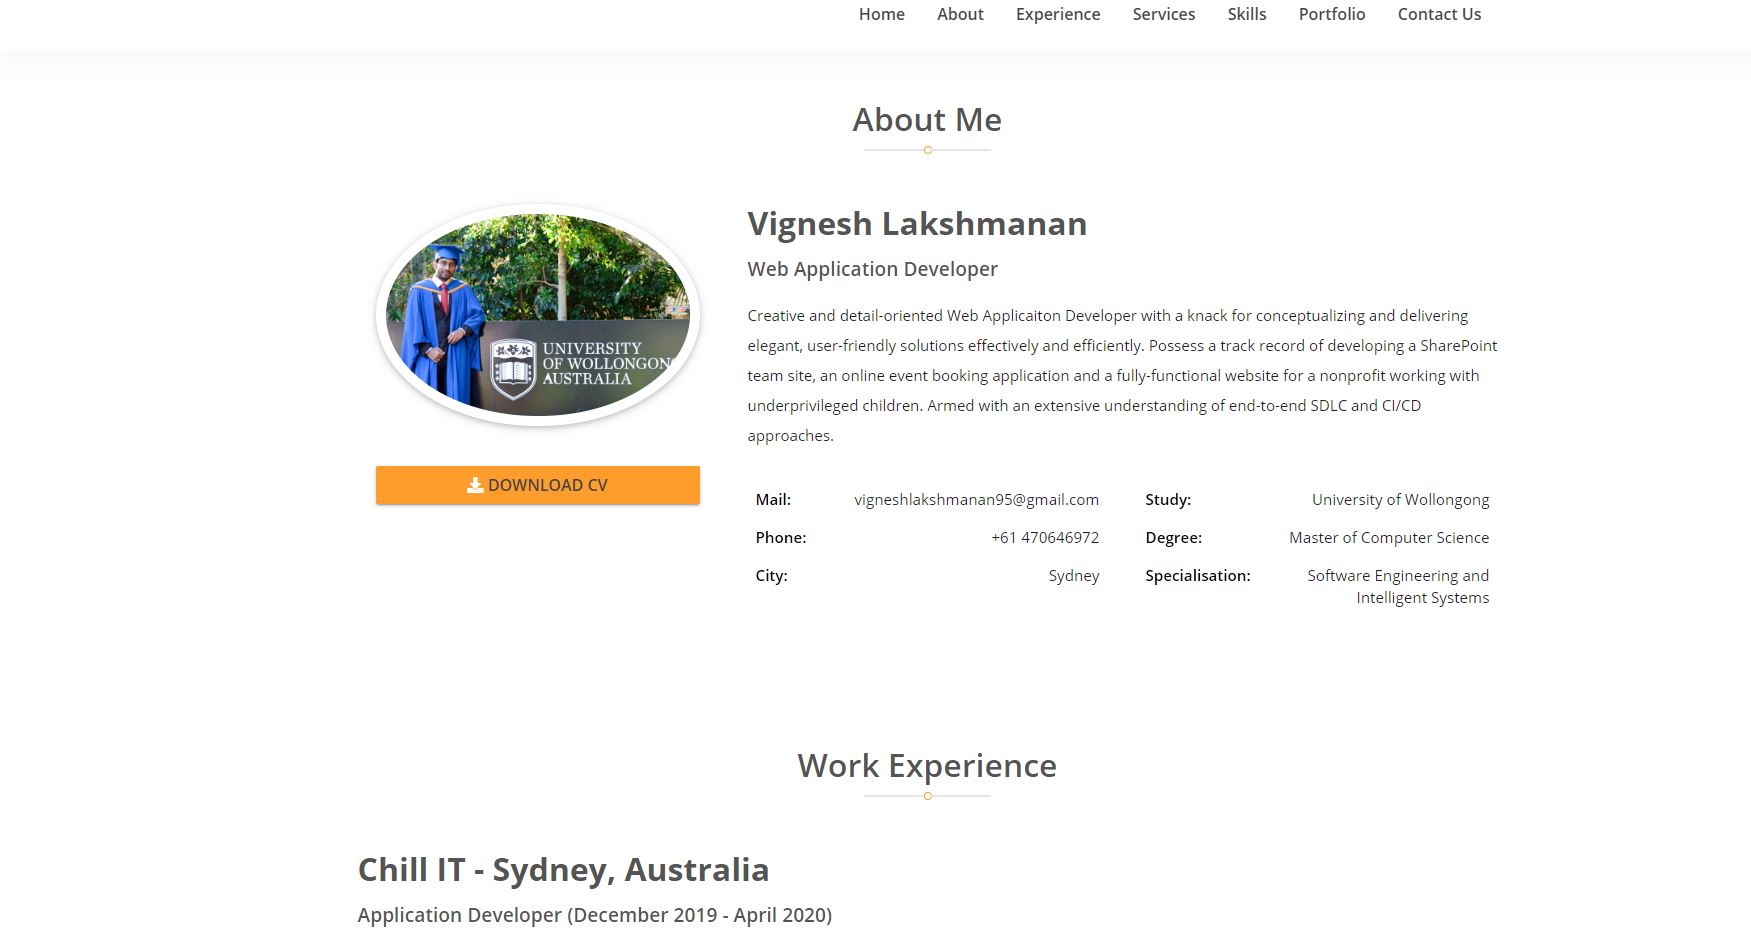 Home About Experience Services Skills Portfolio Contact Us
About Me
UNIVERSITY
OF WOLLONGONG
AUSTRALIA
DOWNLOAD CV
Vignesh Lakshmanan
Web Application Developer
Creative and detail-oriented Web Applicaiton Developer with a knack for conceptualizing and delivering
elegant, user-friendly solutions effectively and efficiently. Possess a track record of developing a SharePoint
team site, an online event booking application and a fully-functional website for a nonprofit working with
underprivileged children. Armed with an extensive understanding of end-to-end SDLC and CI/CD
approaches.
Mail: vigneshlakshmanan95@gmail.com Study: University of Wollongong
Phone: +61 470646972 Degree: Master of Computer Science
City: Sydney Specialisation: Software Engineering and
Intelligent Systems
Work Experience
Chill IT - Sydney, Australia
Application Developer (December 2019 - April 2020)